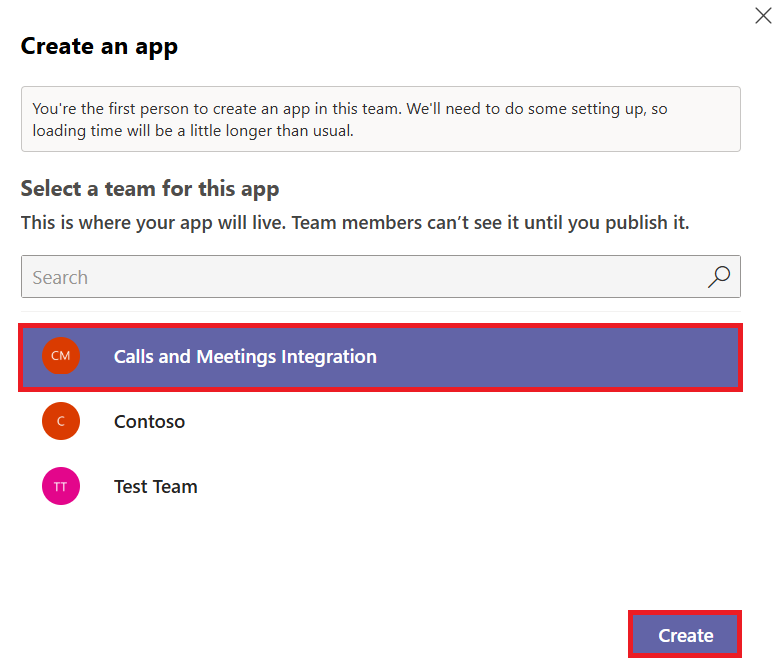 Create an app
You're the first person to create an app in this team. We'll need to do some setting up, so
loading time will be a little longer than usual.
Select a team for this app
This is where your app will live. Team members can’t see it until you publish it.
Search
CM Calls and Meetings Integration
C Contoso
TT Test Team
Create